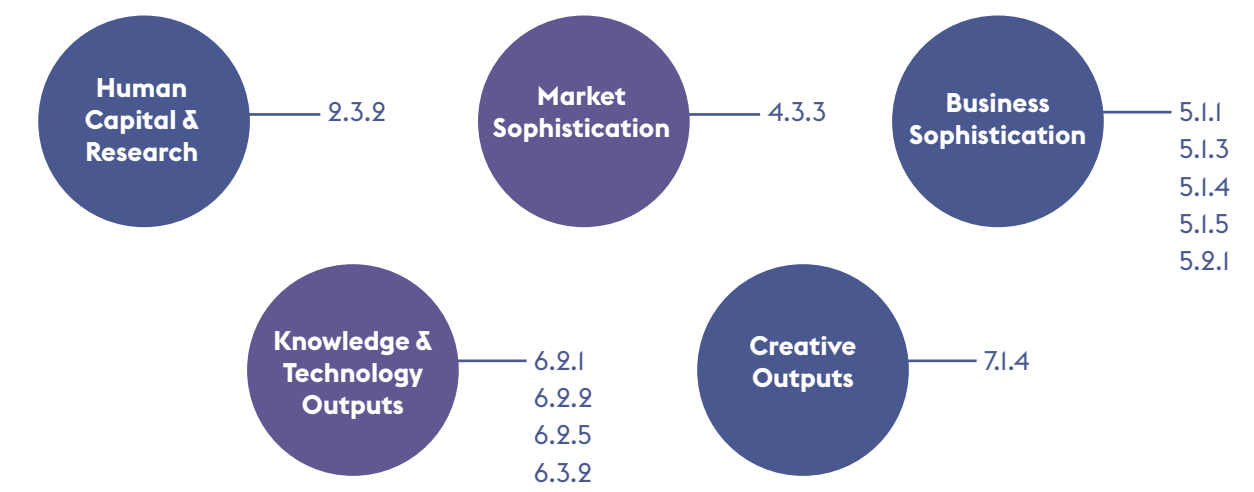 Human
Capital &
Research
2.3.2
Market
Sophistication
4.3.3
Business
Sophistication
5.1.1
5.1.3
5.1.4
5.1.5
5.2.1
Knowledge &
Technology
Outputs
6.2.1
6.2.2
6.2.5
6.3.2
Creative
Outputs
7.1.4